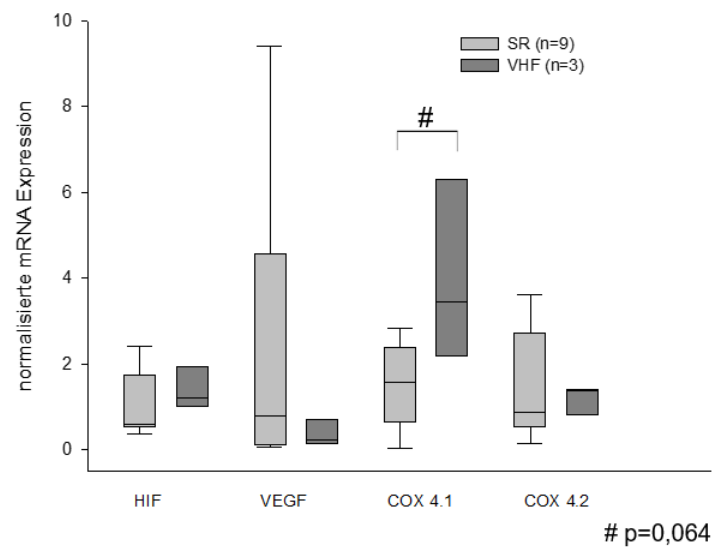 10
8
6
4
2
0
normalisierte mRNA Expression
SR (n=9)
VHF (n=3)
#
HIF
VEGF
COX 4.1
COX 4.2
# p=0,064